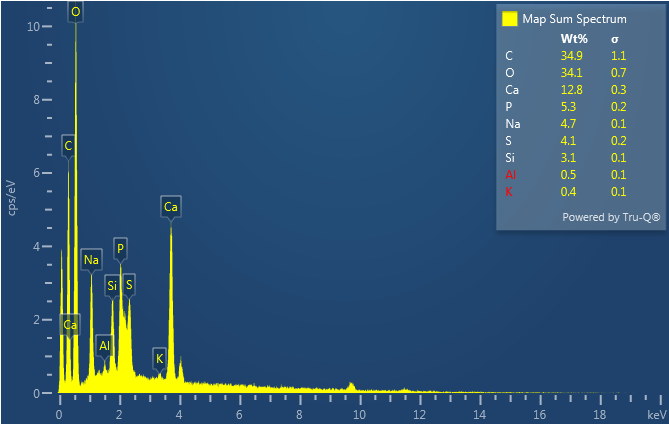 Map Sum Spectrum
Wt% σ
C 34.9 1.1
O 34.1 0.7
Ca 12.8 0.3
P 5.3 0.2
Na 4.7 0.1
S 4.1 0.2
Si 3.1 0.1
Al 0.5 0.1
K 0.4 0.1
Powered by Tru-Q®
cps/eV
10
8
6
4
2
0
O
C
Ca
Na
Al
Si
P
S
K
Ca
0 2 4 6 8 10 12 14 16 18 keV